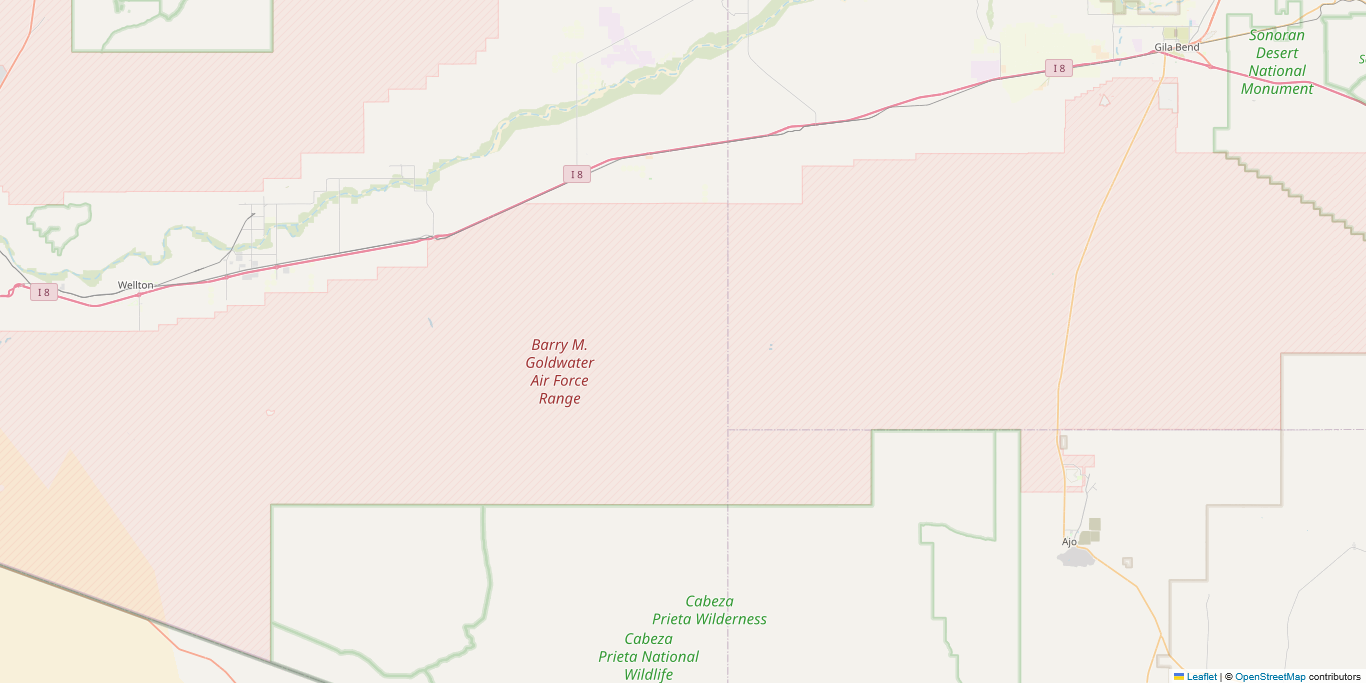 Sonoran
Desert
National
Monument
Gila Bend
I 8
I 8
I 8
Wellton
Barry M.
Goldwater
Air Force
Range
Ajo
Cabeza
Prieta Wilderness
Cabeza
Prieta National
Wildlife
Leaflet | © OpenStreetMap contributors